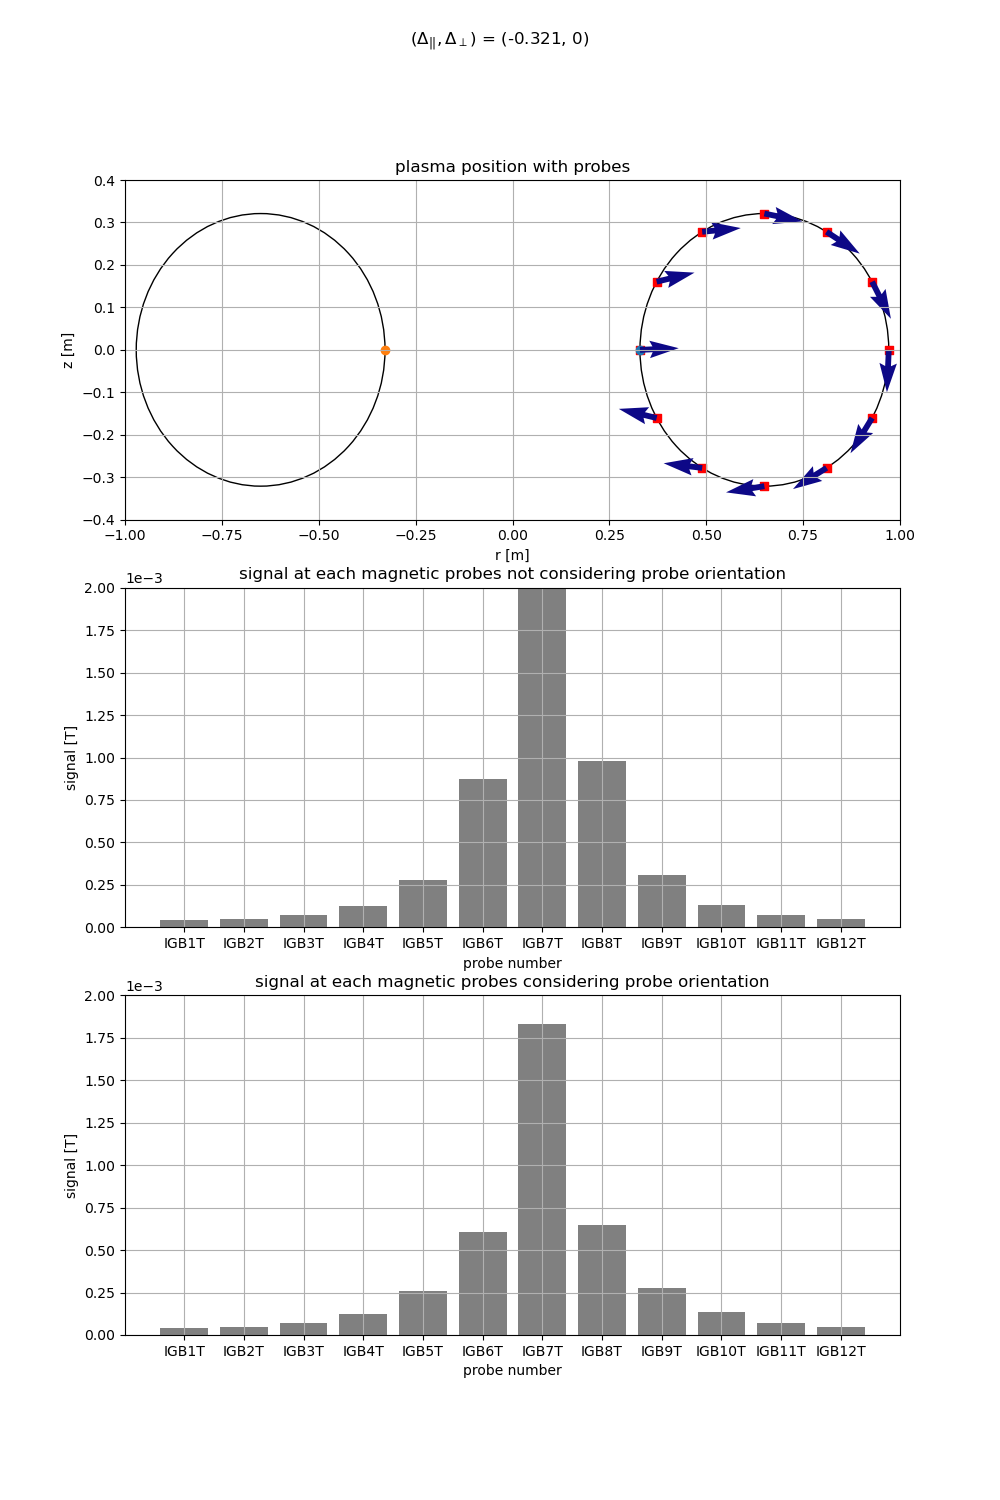 (Δ∥, Δ⊥) = (-0.321, 0)
plasma position with probes
0.4
0.3
0.2
0.1
0.0
−0.1
−0.2
−0.3
−0.4
z [m]
−1.00 −0.75 −0.50 −0.25 0.00 0.25 0.50 0.75 1.00
r [m]
signal at each magnetic probes not considering probe orientation
1e−3
2.00
1.75
1.50
1.25
1.00
0.75
0.50
0.25
0.00
signal [T]
IGB1T IGB2T IGB3T IGB4T IGB5T IGB6T IGB7T IGB8T IGB9T IGB10T IGB11T IGB12T
probe number
signal at each magnetic probes considering probe orientation
1e−3
2.00
1.75
1.50
1.25
1.00
0.75
0.50
0.25
0.00
signal [T]
IGB1T IGB2T IGB3T IGB4T IGB5T IGB6T IGB7T IGB8T IGB9T IGB10T IGB11T IGB12T
probe number